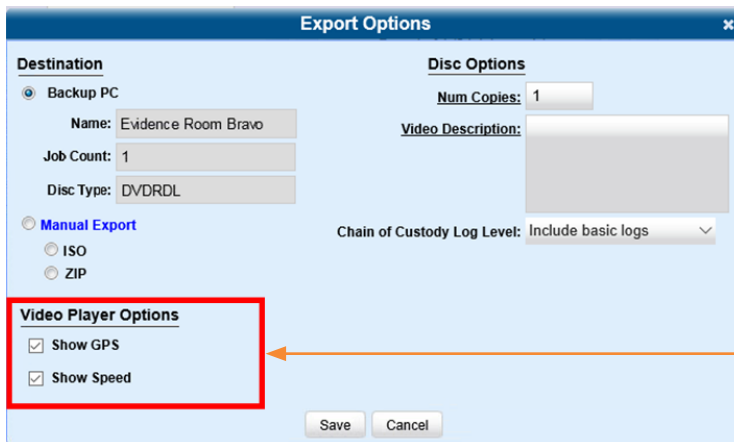 Export Options
Destination
Backup PC
Name: Evidence Room Bravo
Job Count: 1
Disc Type: DVDRDL
Manual Export
ISO
ZIP
Video Player Options
Show GPS
Show Speed
Disc Options
Num Copies: 1
Video Description:
Chain of Custody Log Level: Include basic logs
Save Cancel